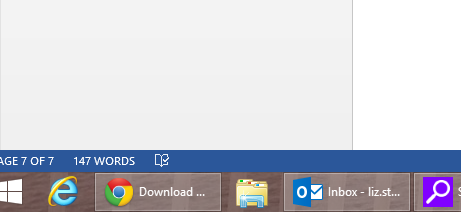 AGE 7 OF 7 147 WORDS
Download ... Inbox - liz.st... S